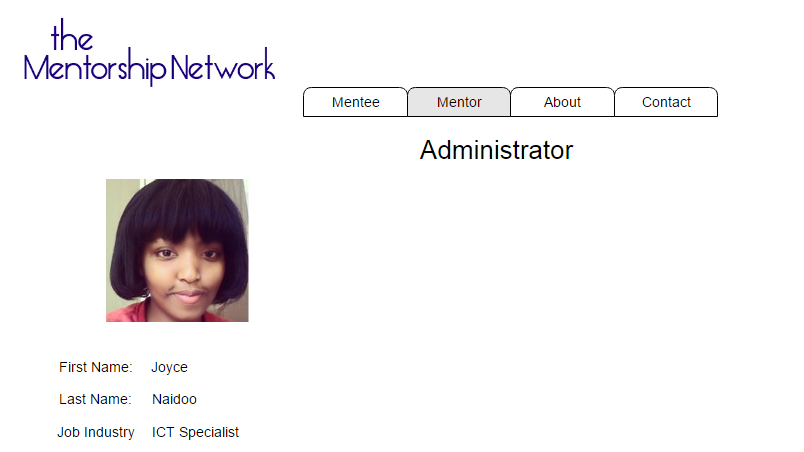 the
Mentorship Network
Mentee Mentor About Contact
Administrator
First Name: Joyce
Last Name: Naidoo
Job Industry ICT Specialist